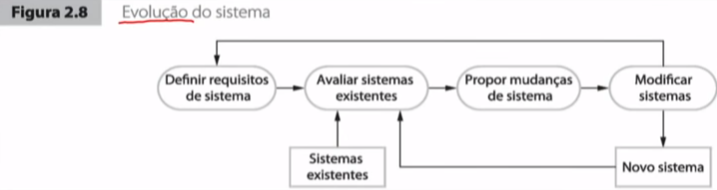 Figura 2.8 Evolução do sistema
Definir requisitos
de sistema
Avaliar sistemas
existentes
Propor mudanças
de sistema
Modificar
sistemas
Sistemas
existentes
Novo sistema